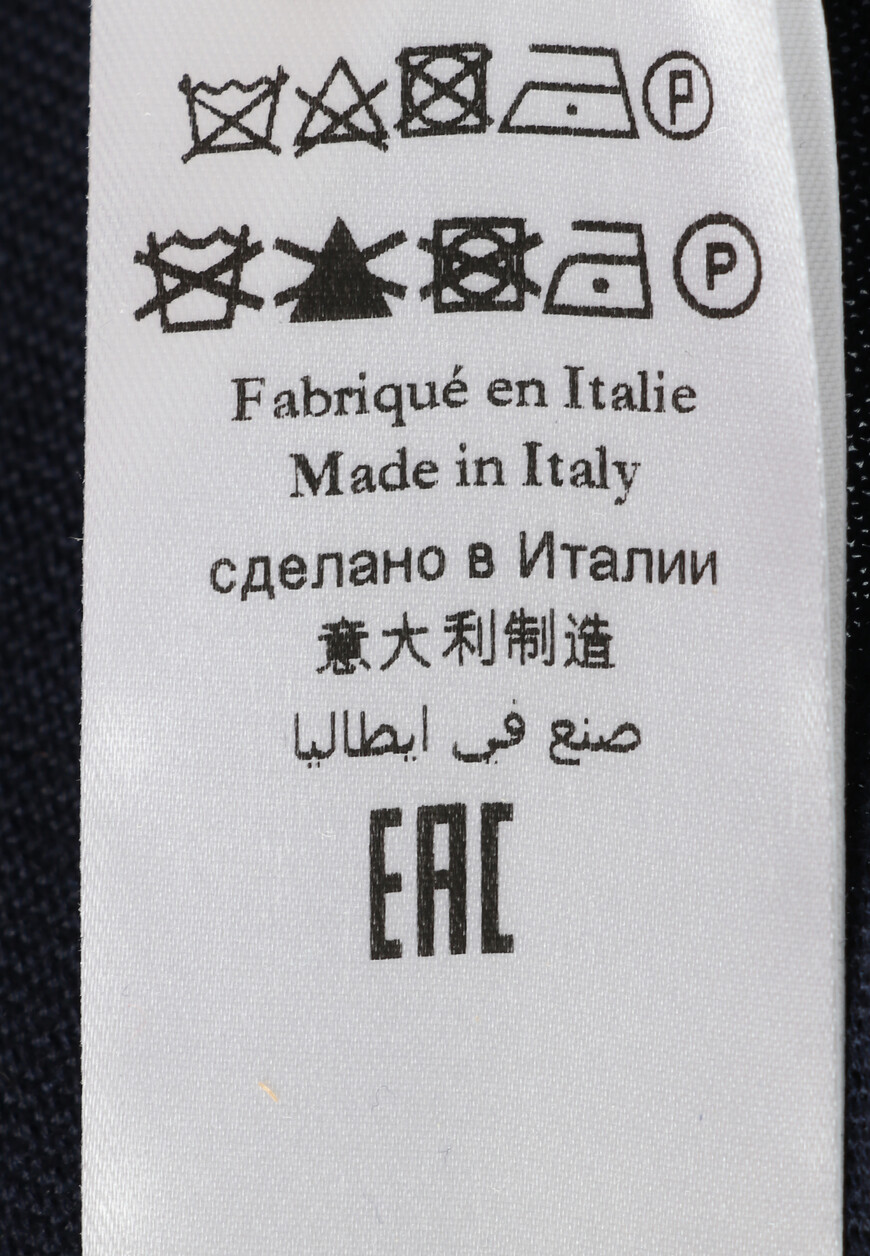 P
P
Fabriqué en Italie
Made in Italy
сделано в Италии
意大利制造
صنع في ايطاليا
EAC